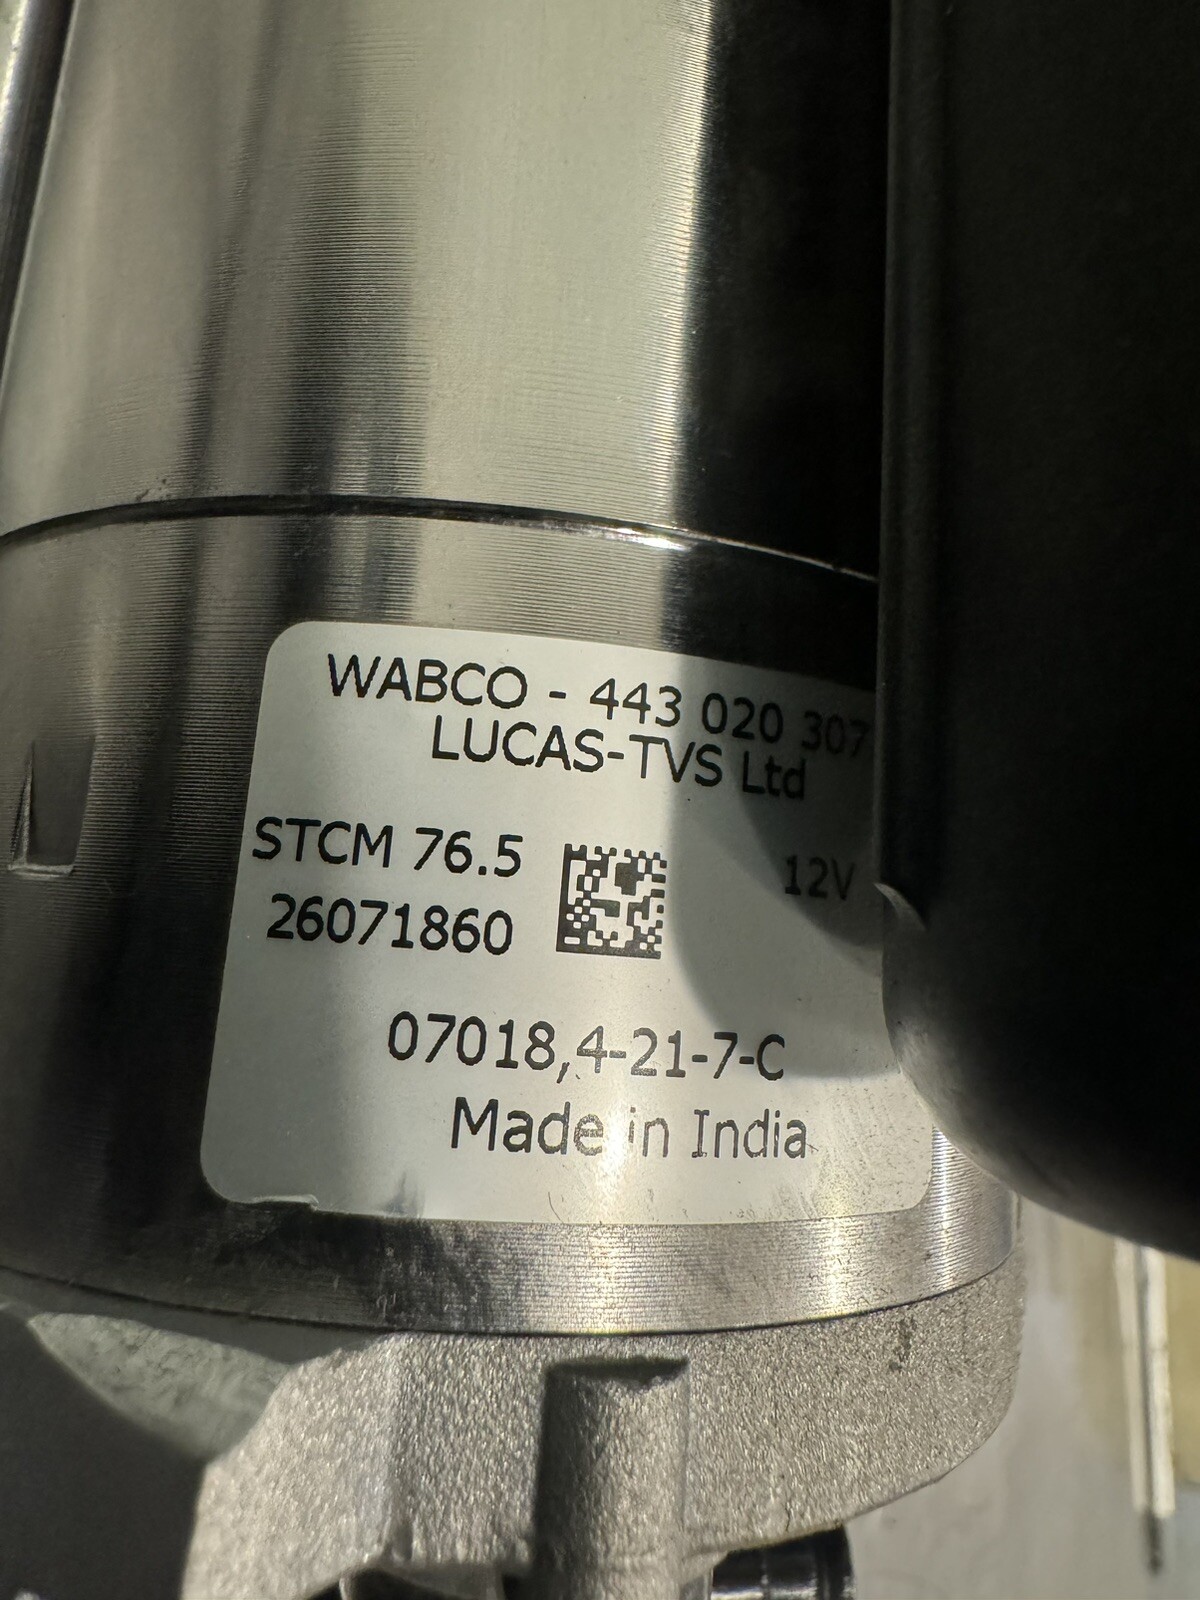 WABCO - 443 020 307
LUCAS-TVS Ltd
STCM 76.5
12V
26071860
07018,4-21-7-C
Made in India